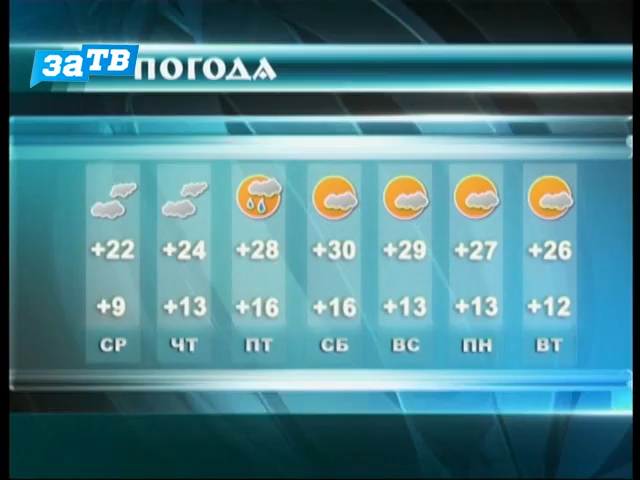 заТВ
ПОГОДА
+22 +24 +28 +30 +29 +27 +26
+9 +13 +16 +16 +13 +13 +12
СР ЧТ ПТ СБ ВС ПН ВТ